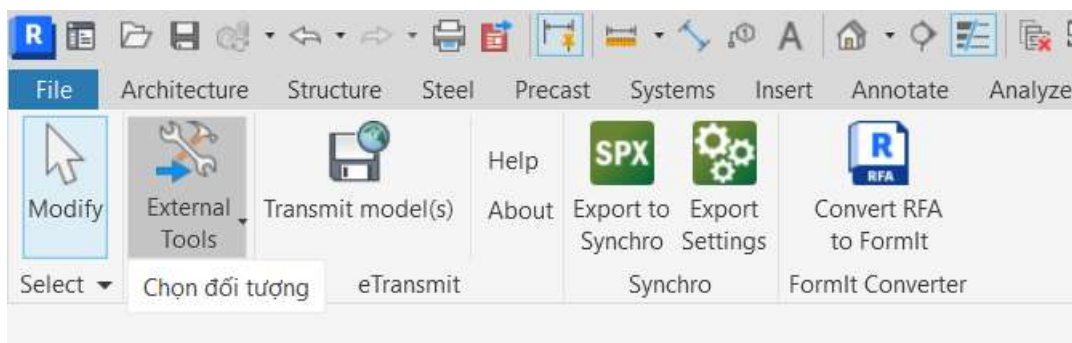 R
A
File Architecture Structure Steel Precast Systems Insert Annotate Analyze
SPX
R
RFA
Modify
External
Tools
Transmit model(s)
Help
About
Export to
Synchro
Export
Settings
Convert RFA
to FormIt
Select
Chọn đối tượng
eTransmit
Synchro
FormIt Converter